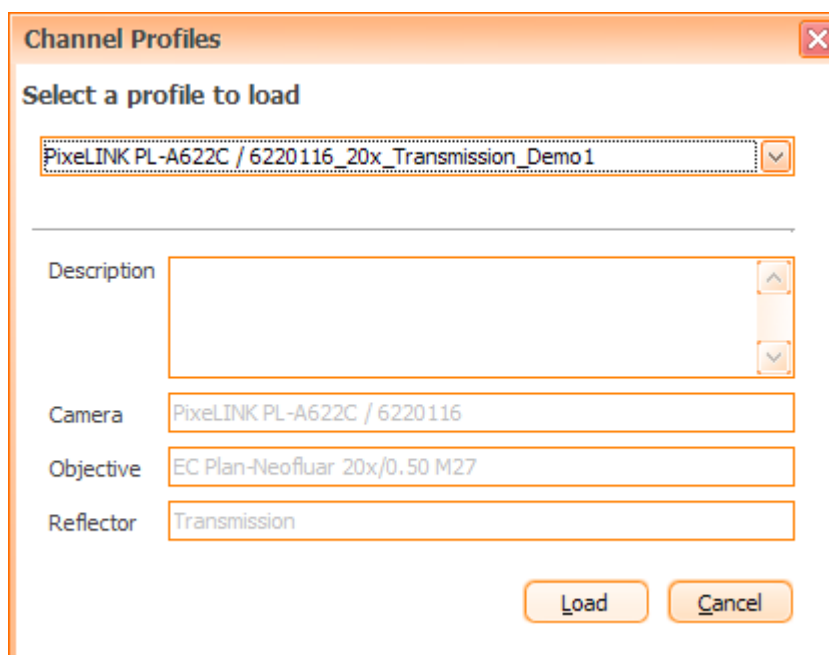 Channel Profiles
Select a profile to load
PixeLINK PL-A622C / 6220116_20x_Transmission_Demo1
Description
Camera PixeLINK PL-A622C / 6220116
Objective EC Plan-Neofluar 20x/0.50 M27
Reflector Transmission
Load Cancel